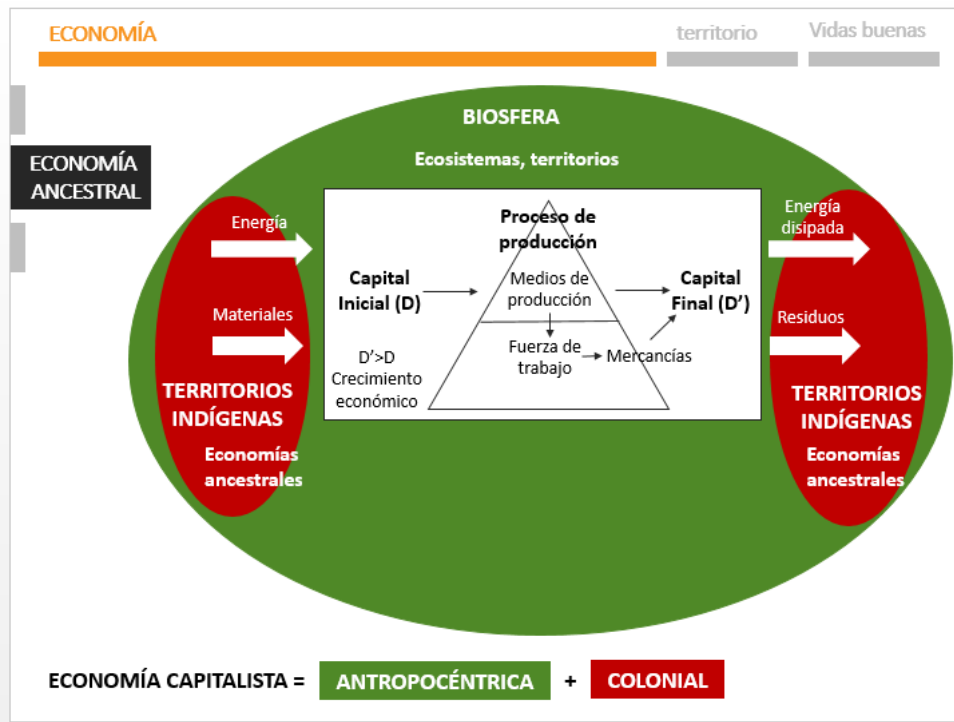 ECONOMÍA
territorio
Vidas buenas
BIOSFERA
Ecosistemas, territorios
ECONOMÍA
ANCESTRAL
Energía
Materiales
TERRITORIOS
INDÍGENAS
Economías
ancestrales
Proceso de
producción
Capital
Inicial (D)
Medios de
producción
Capital
Final (D’)
D’>D
Crecimiento
económico
Fuerza de
trabajo
Mercancías
Energía
disipada
Residuos
TERRITORIOS
INDÍGENAS
Economías
ancestrales
ECONOMÍA CAPITALISTA = ANTROPOCÉNTRICA + COLONIAL